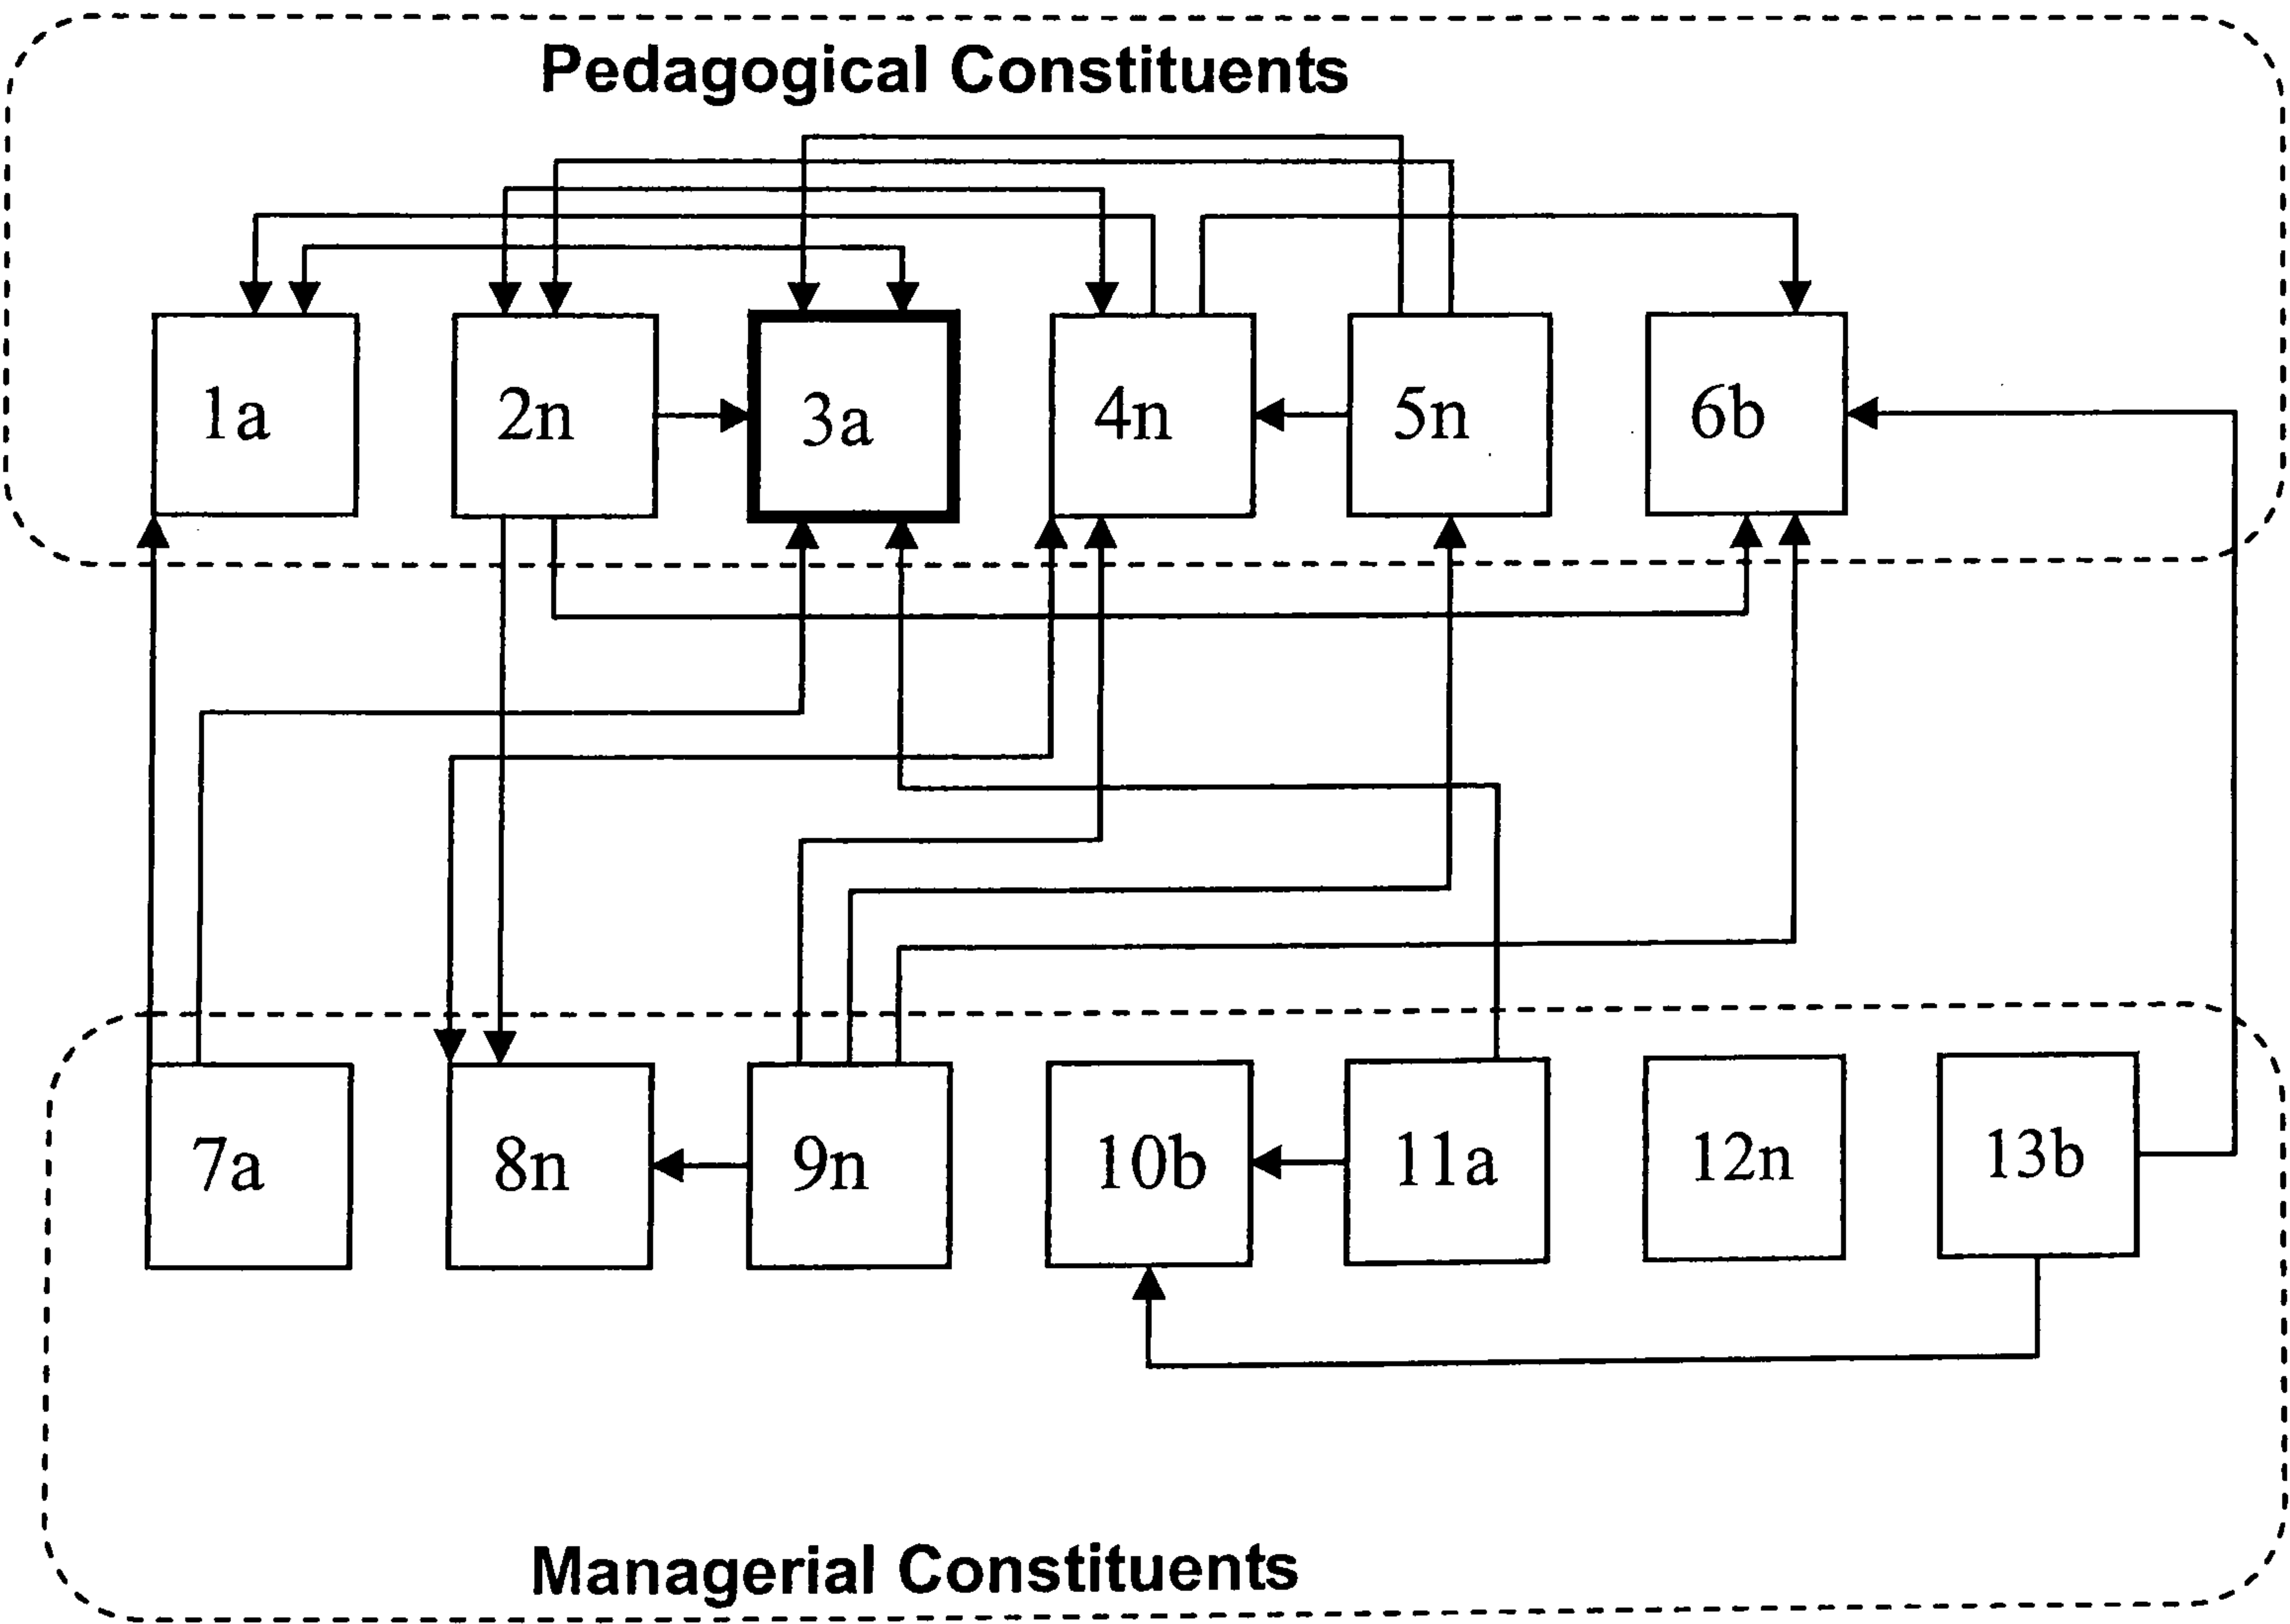 Pedagogical Constituents
1a
2n
3a
4n
5n
6b
7a
8n
9n
10b
11a
12n
13b
Managerial Constituents